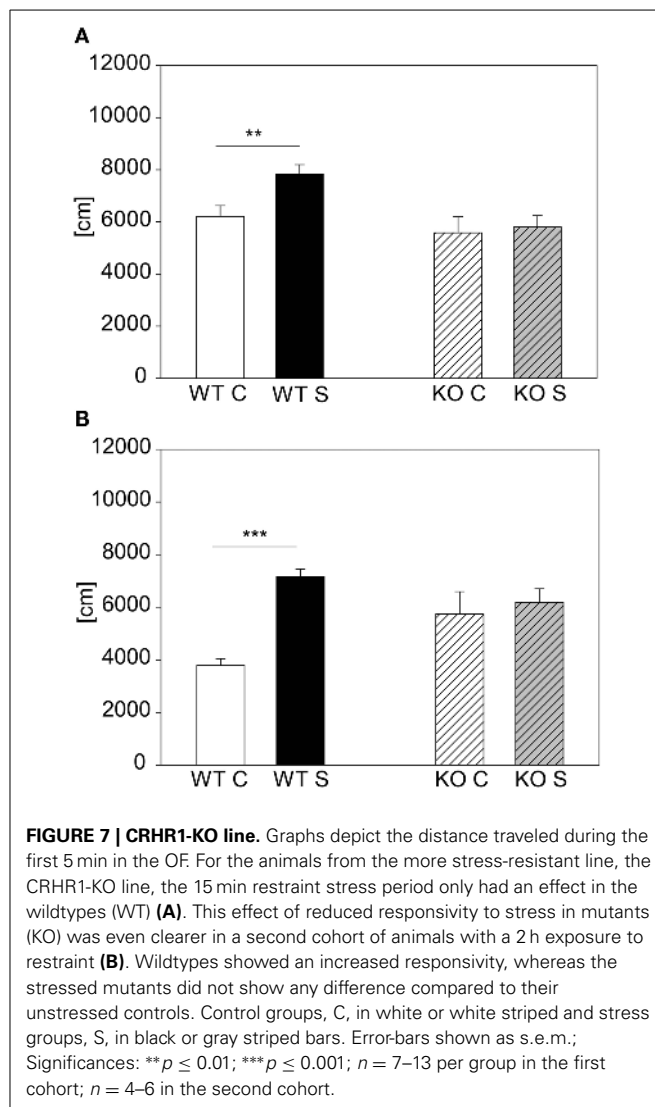 A
12000
10000
**
8000
[cm]
6000
4000
2000
0
WT C WT S KO C KO S
B
12000
10000
***
8000
[cm]
6000
4000
2000
0
WT C WT S KO C KO S
FIGURE 7 | CRHR1-KO line. Graphs depict the distance traveled during the
first 5 min in the OF. For the animals from the more stress-resistant line, the
CRHR1-KO line, the 15 min restraint stress period only had an effect in the
wildtypes (WT) (A). This effect of reduced responsivity to stress in mutants
(KO) was even clearer in a second cohort of animals with a 2 h exposure to
restraint (B). Wildtypes showed an increased responsivity, whereas the
stressed mutants did not show any difference compared to their
unstressed controls. Control groups, C, in white or white striped and stress
groups, S, in black or gray striped bars. Error-bars shown as s.e.m.;
Significances: **p ≤ 0.01; ***p ≤ 0.001; n = 7–13 per group in the first
cohort; n = 4–6 in the second cohort.